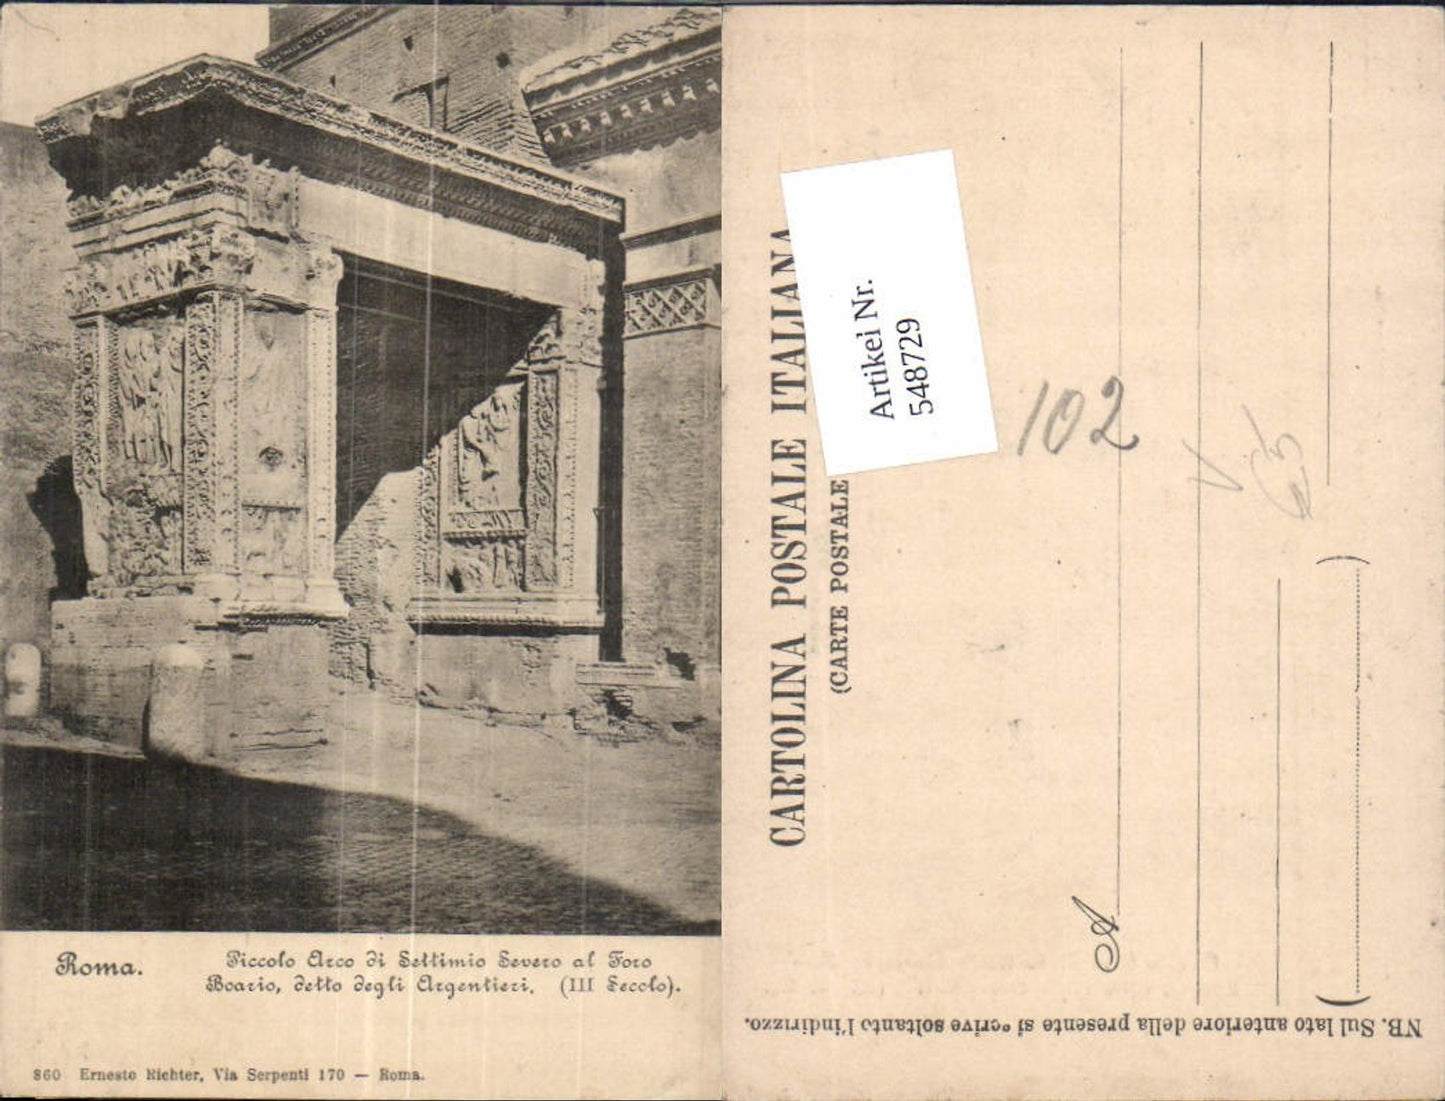 Roma.
Piccolo Arco di Settimio Severo al Foro
Boario, detto degli Argentieri. (III Secolo).
860 Ernesto Richter, Via Serpenti 170 — Roma.
CARTOLINA POSTALE ITALIANA
(CARTE POSTALE
Artikei Nr.
548729
102
V
A
NB. Sul lato anteriore della presente si scrive soltanto l'indirizzo.